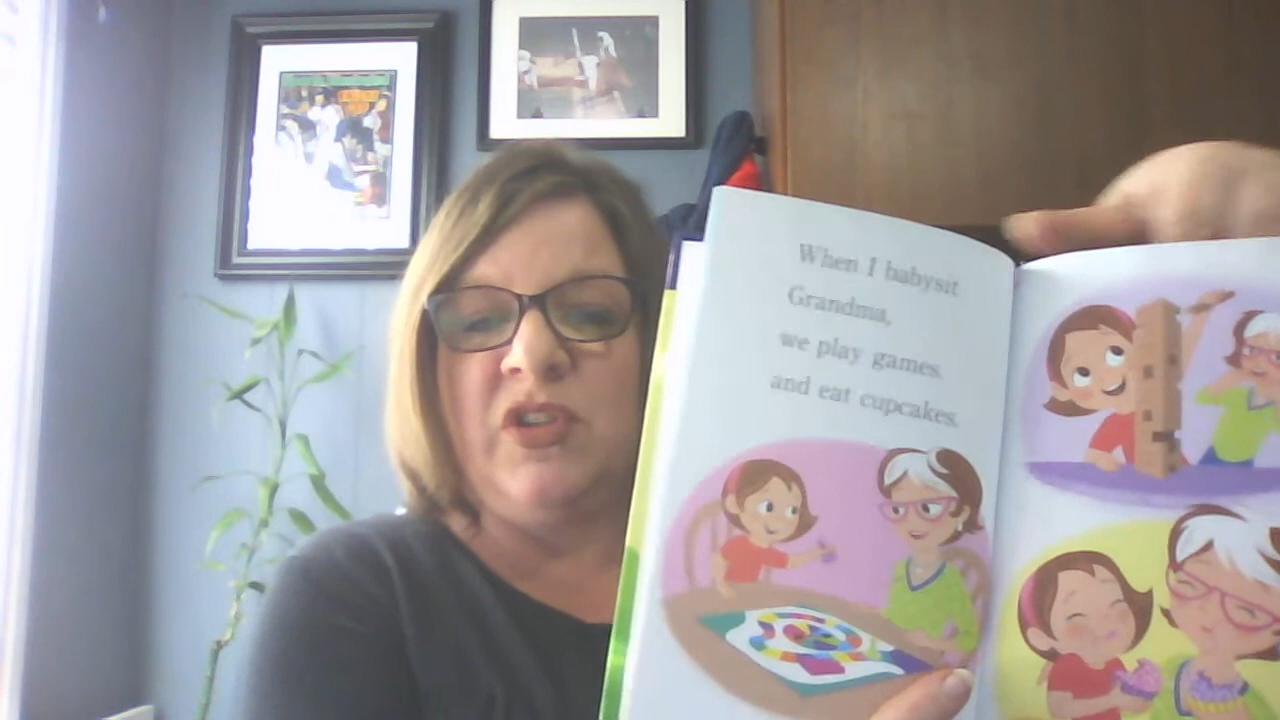 When I babysit
Grandma,
we play games
and eat cupcakes.